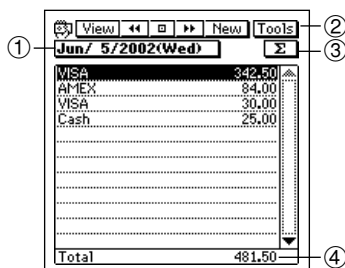 View New Tools ②
① Jun/ 5/2002(Wed) Σ ③
VISA 342.50
AMEX 84.00
VISA 30.00
Cash 25.00
Total 481.50 ④